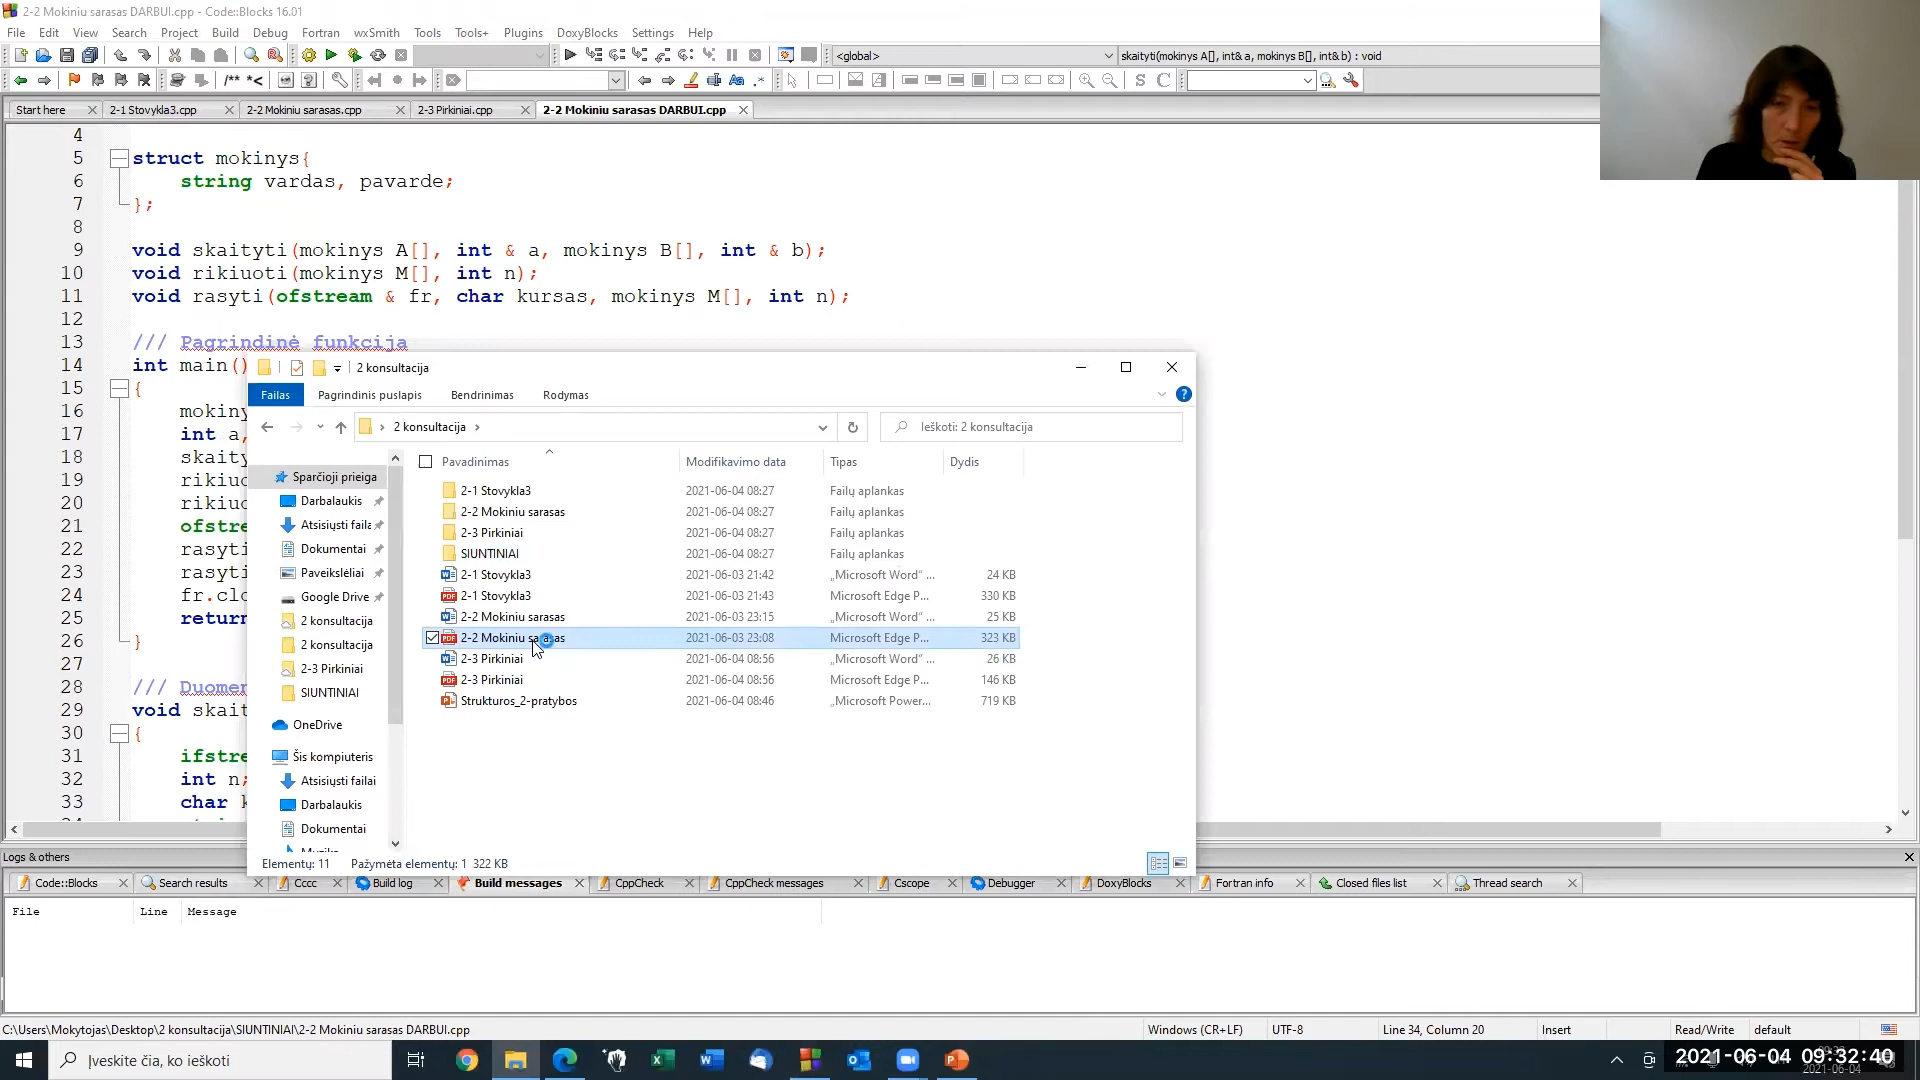 2-2 Mokiniu sarasas DARBUI.cpp - Code::Blocks 16.01
File Edit View Search Project Build Debug Fortran wxSmith Tools Tools+ Plugins DoxyBlocks Settings Help
<global> skaityti(mokinys A[], int& a, mokinys B[], int& b) : void
/** *<
S C
Start here 2-1 Stovykla3.cpp 2-2 Mokiniu sarasas.cpp 2-3 Pirkiniai.cpp 2-2 Mokiniu sarasas DARBUI.cpp
4
5 struct mokinys{
6 string vardas, pavarde;
7 };
8
9 void skaityti(mokinys A[], int & a, mokinys B[], int & b);
10 void rikiuoti(mokinys M[], int n);
11 void rasyti(ofstream & fr, char kursas, mokinys M[], int n);
12
13 /// Pagrindinė funkcija
14 int main()
15 {
16 mokiny
17 int a,
18 skaity
19 rikiuo
20 rikiuo
21 ofstre
22 rasyti
23 rasyti
24 fr.clo
25 return
26 }
27
28 /// Duomen
29 void skait
30 {
31 ifstre
32 int n;
33 char k
2 konsultacija
Failas Pagrindinis puslapis Bendrinimas Rodymas
2 konsultacija
Ieškoti: 2 konsultacija
Pavadinimas Modifikavimo data Tipas Dydis
2-1 Stovykla3 2021-06-04 08:27 Failų aplankas
2-2 Mokiniu sarasas 2021-06-04 08:27 Failų aplankas
2-3 Pirkiniai 2021-06-04 08:27 Failų aplankas
SIUNTINIAI 2021-06-04 08:27 Failų aplankas
2-1 Stovykla3 2021-06-03 21:42 „Microsoft Word“ ... 24 KB
2-1 Stovykla3 2021-06-03 21:43 Microsoft Edge P... 330 KB
2-2 Mokiniu sarasas 2021-06-03 23:15 „Microsoft Word“ ... 25 KB
2-2 Mokiniu sarasas 2021-06-03 23:08 Microsoft Edge P... 323 KB
2-3 Pirkiniai 2021-06-04 08:56 „Microsoft Word“ ... 26 KB
2-3 Pirkiniai 2021-06-04 08:56 Microsoft Edge P... 146 KB
Strukturos_2-pratybos 2021-06-04 08:46 „Microsoft Power... 719 KB
Sparčioji prieiga
Darbalaukis
Atsisiųsti faila
Dokumentai
Paveikslėliai
Google Drive
2 konsultacija
2 konsultacija
2-3 Pirkiniai
SIUNTINIAI
OneDrive
Šis kompiuteris
Atsisiųsti failai
Darbalaukis
Dokumentai
Elementų: 11 Pažymėta elementų: 1 322 KB
Logs & others
Code::Blocks Search results Cccc Build log Build messages CppCheck CppCheck messages Cscope Debugger DoxyBlocks Fortran info Closed files list Thread search
File Line Message
C:\Users\Mokytojas\Desktop\2 konsultacija\SIUNTINIAI\2-2 Mokiniu sarasas DARBUI.cpp Windows (CR+LF) UTF-8 Line 34, Column 20 Insert Read/Write default
Įveskite čia, ko ieškoti
2021-06-04 09:32:40
2021-06-04